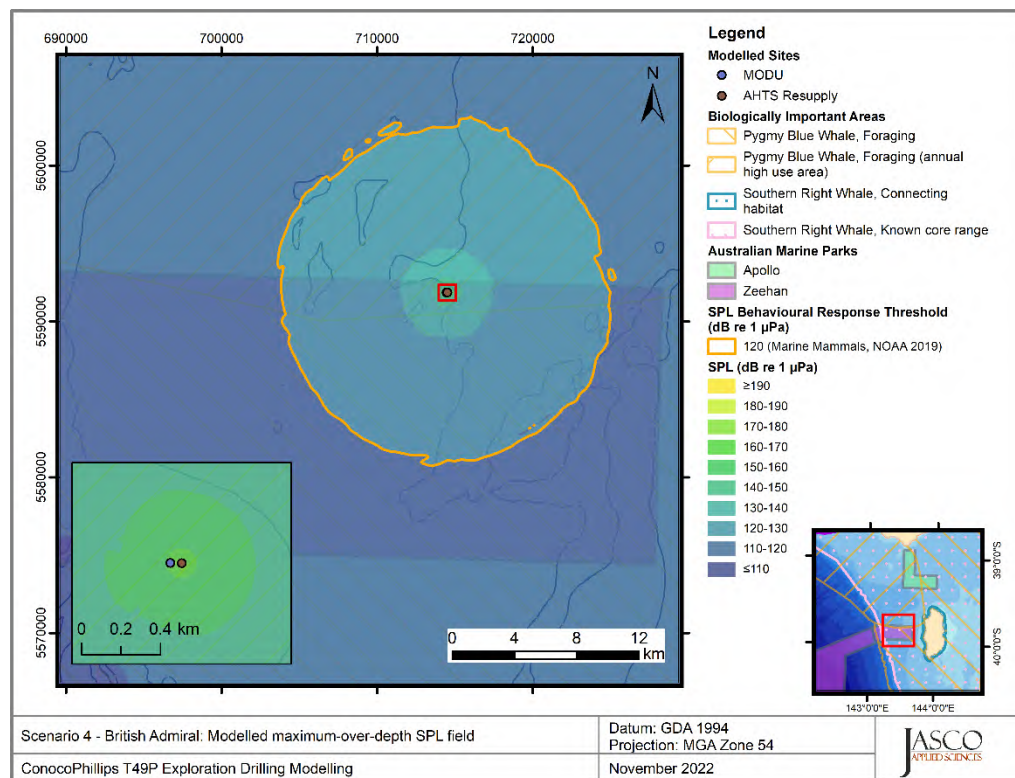 690000 700000 710000 720000
5600000
5590000
5580000
5570000
N
0 0.2 0.4 km
0 4 8 12
km
Legend
Modelled Sites
MODU
AHTS Resupply
Biologically Important Areas
Pygmy Blue Whale, Foraging
Pygmy Blue Whale, Foraging (annual
high use area)
Southern Right Whale, Connecting
habitat
Southern Right Whale, Known core range
Australian Marine Parks
Apollo
Zeehan
SPL Behavioural Response Threshold
(dB re 1 µPa)
120 (Marine Mammals, NOAA 2019)
SPL (dB re 1 µPa)
≥190
180-190
170-180
160-170
150-160
140-150
130-140
120-130
110-120
≤110
39°0'0"S
40°0'0"S
143°0'0"E 144°0'0"E
Scenario 4 - British Admiral: Modelled maximum-over-depth SPL field
Datum: GDA 1994
Projection: MGA Zone 54
ConocoPhillips T49P Exploration Drilling Modelling
November 2022
JASCO
APPLIED SCIENCES